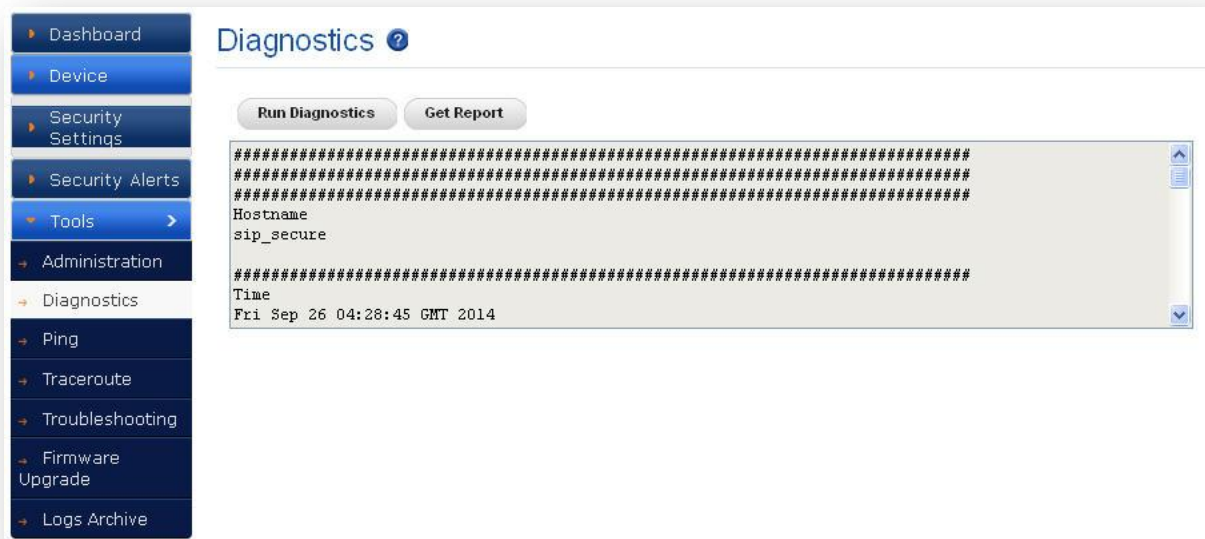 Dashboard
Device
Security
Settings
Security Alerts
Tools
Administration
Diagnostics
Ping
Traceroute
Troubleshooting
Firmware
Upgrade
Logs Archive
Diagnostics ?
Run Diagnostics Get Report
###############################################################################
###############################################################################
###############################################################################
Hostname
sip_secure
###############################################################################
Time
Fri Sep 26 04:28:45 GMT 2014